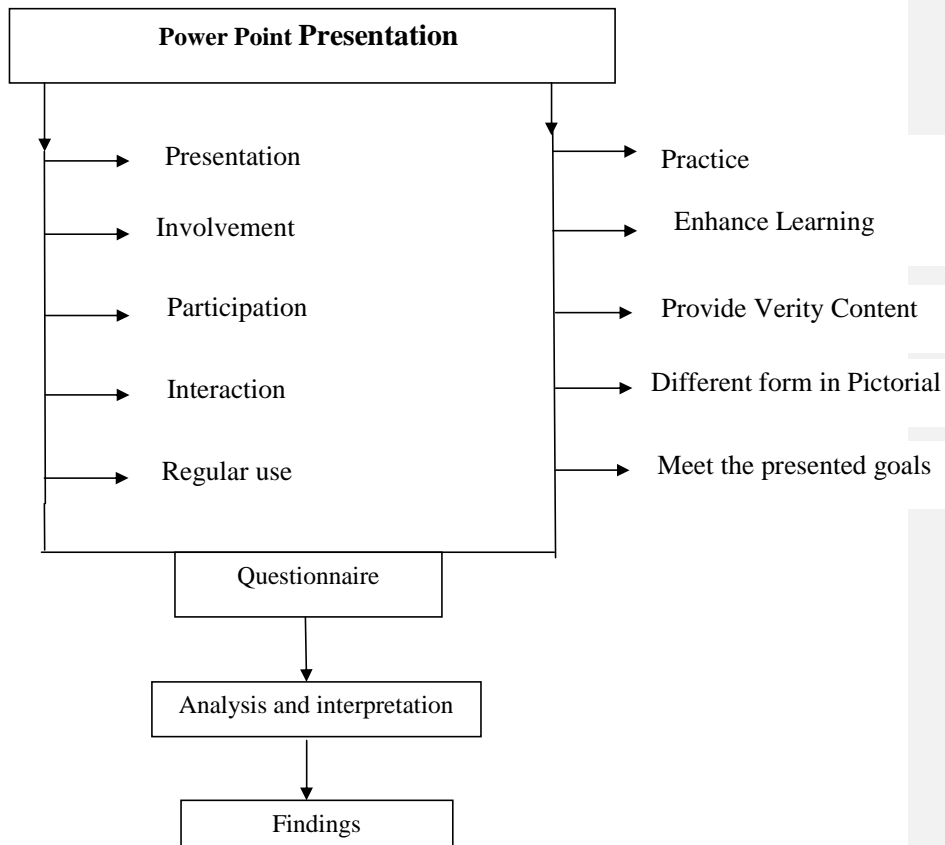 Power Point Presentation
Presentation
Practice
Involvement
Enhance Learning
Participation
Provide Verity Content
Interaction
Different form in Pictorial
Regular use
Meet the presented goals
Questionnaire
Analysis and interpretation
Findings